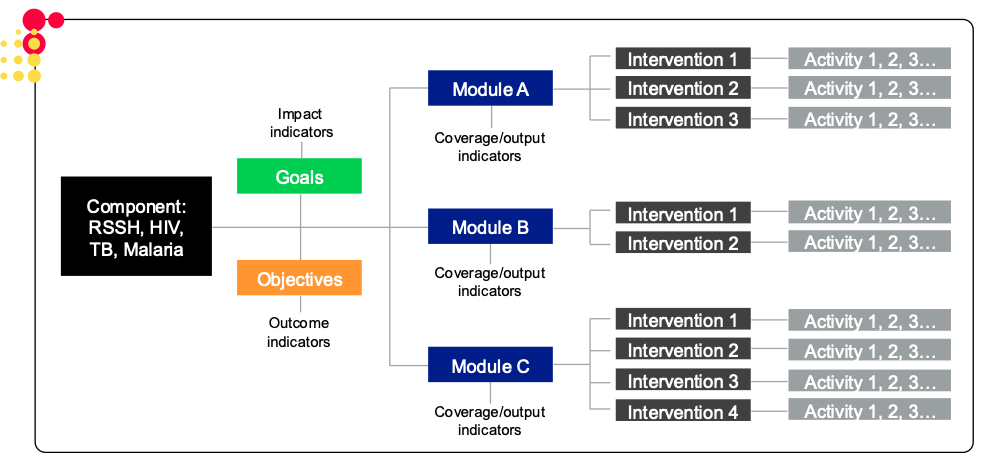 Component:
RSSH, HIV,
TB, Malaria
Impact
indicators
Goals
Objectives
Outcome
indicators
Module A
Coverage/output
indicators
Intervention 1
Activity 1, 2, 3...
Intervention 2
Activity 1, 2, 3...
Intervention 3
Activity 1, 2, 3...
Module B
Coverage/output
indicators
Intervention 1
Activity 1, 2, 3...
Intervention 2
Activity 1, 2, 3...
Module C
Coverage/output
indicators
Intervention 1
Activity 1, 2, 3...
Intervention 2
Activity 1, 2, 3...
Intervention 3
Activity 1, 2, 3...
Intervention 4
Activity 1, 2, 3...